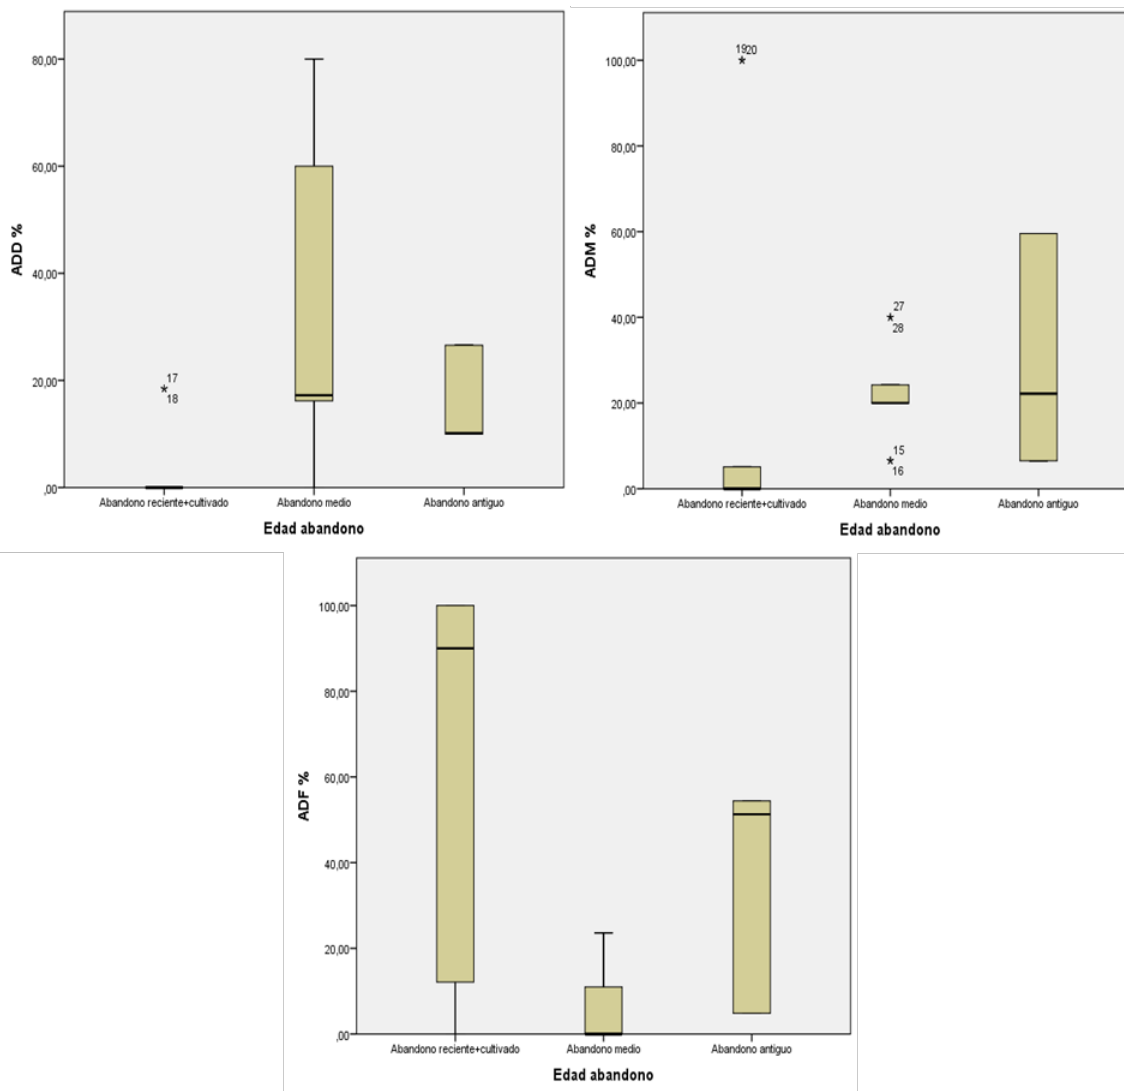 80,00
60,00
40,00
20,00
,00
ADD %
17
18
Abandono reciente+cultivado
Abandono medio
Abandono antiguo
Edad abandono
100,00
80,00
60,00
40,00
20,00
,00
ADM %
19 20
27
28
15
16
Abandono reciente+cultivado
Abandono medio
Abandono antiguo
Edad abandono
100,00
80,00
60,00
40,00
20,00
,00
ADF %
Abandono reciente+cultivado
Abandono medio
Abandono antiguo
Edad abandono